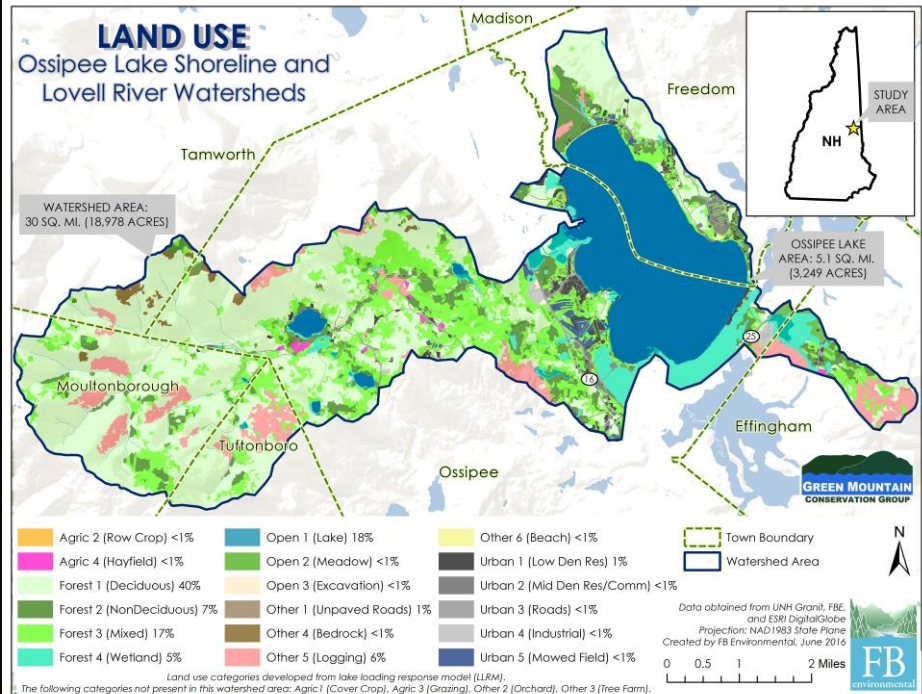 LAND USE
Ossipee Lake Shoreline and
Lovell River Watersheds
Madison
Freedom
Tamworth
STUDY
AREA
NH
WATERSHED AREA:
30 SQ. MI. (18,978 ACRES)
OSSIPEE LAKE
AREA: 5.1 SQ. MI.
(3,249 ACRES)
25
16
Moultonborough
Tuftonboro
Effingham
Ossipee
GREEN MOUNTAIN
CONSERVATION GROUP
Agric 2 (Row Crop) <1%
Agric 4 (Hayfield) <1%
Forest 1 (Deciduous) 40%
Forest 2 (NonDeciduous) 7%
Forest 3 (Mixed) 17%
Forest 4 (Wetland) 5%
Open 1 (Lake) 18%
Open 2 (Meadow) <1%
Open 3 (Excavation) <1%
Other 1 (Unpaved Roads) 1%
Other 4 (Bedrock) <1%
Other 5 (Logging) 6%
Other 6 (Beach) <1%
Urban 1 (Low Den Res) 1%
Urban 2 (Mid Den Res/Comm) <1%
Urban 3 (Roads) <1%
Urban 4 (Industrial) <1%
Urban 5 (Mowed Field) <1%
Town Boundary
Watershed Area
N
Data obtained from UNH Granit, FBE,
and ESRI DigitalGlobe
Projection: NAD1983 State Plane
Created by FB Environmental, June 2016
0 0.5 1 2 Miles
FB
environmental
Land use categories developed from lake loading response model (LLRM).
The following categories not present in this watershed area: Agric1 (Cover Crop), Agric 3 (Grazing), Other 2 (Orchard), Other 3 (Tree Farm).